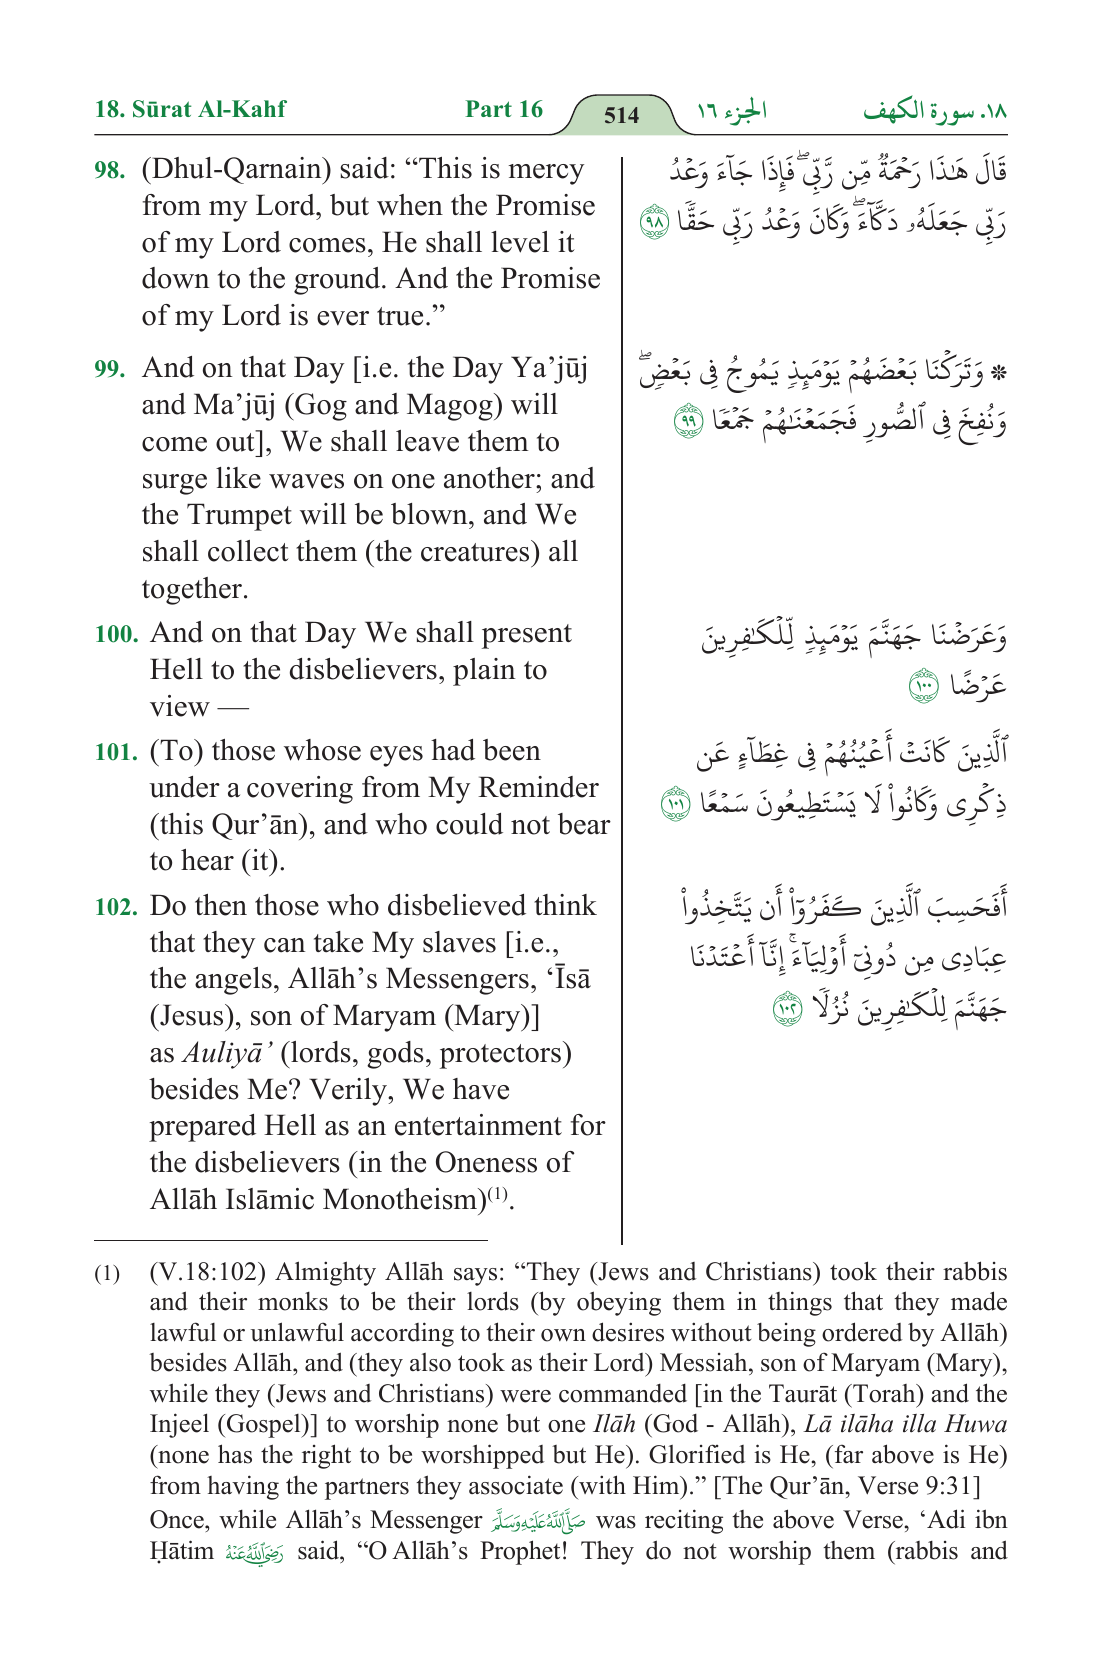 18. Sūrat Al-Kahf
Part 16
514
الجزء ١٦
١٨. سورة الكهف
98. (Dhul-Qarnain) said: “This is mercy
from my Lord, but when the Promise
of my Lord comes, He shall level it
down to the ground. And the Promise
of my Lord is ever true.”
99. And on that Day [i.e. the Day Ya’jūj
and Ma’jūj (Gog and Magog) will
come out], We shall leave them to
surge like waves on one another; and
the Trumpet will be blown, and We
shall collect them (the creatures) all
together.
100. And on that Day We shall present
Hell to the disbelievers, plain to
view —
101. (To) those whose eyes had been
under a covering from My Reminder
(this Qur’ān), and who could not bear
to hear (it).
102. Do then those who disbelieved think
that they can take My slaves [i.e.,
the angels, Allāh’s Messengers, ‘Īsā
(Jesus), son of Maryam (Mary)]
as Auliyā’ (lords, gods, protectors)
besides Me? Verily, We have
prepared Hell as an entertainment for
the disbelievers (in the Oneness of
Allāh Islāmic Monotheism)(1).
قَالَ هَـٰذَا رَحۡمَةٌ مِّن رَّبِّىۖ فَإِذَا جَآءَ وَعۡدُ
رَبِّى جَعَلَهُۥ دَكَّآءَۖ وَكَانَ وَعۡدُ رَبِّى حَقًّا ٩٨
۞ وَتَرَكۡنَا بَعۡضَهُمۡ يَوۡمَئِذٍ يَمُوجُ فِى بَعۡضٍۖ
وَنُفِخَ فِى ٱلصُّورِ فَجَمَعۡنَـٰهُمۡ جَمۡعًا ٩٩
وَعَرَضۡنَا جَهَنَّمَ يَوۡمَئِذٍ لِّلۡكَـٰفِرِينَ
عَرۡضًا ١٠٠
ٱلَّذِينَ كَانَتۡ أَعۡيُنُهُمۡ فِى غِطَآءٍ عَن
ذِكۡرِى وَكَانُوا۟ لَا يَسۡتَطِيعُونَ سَمۡعًا ١٠١
أَفَحَسِبَ ٱلَّذِينَ كَفَرُوٓا۟ أَن يَتَّخِذُوا۟
عِبَادِى مِن دُونِىٓ أَوۡلِيَآءَۚ إِنَّآ أَعۡتَدۡنَا
جَهَنَّمَ لِلۡكَـٰفِرِينَ نُزُلًا ١٠٢
(1) (V.18:102) Almighty Allāh says: “They (Jews and Christians) took their rabbis
and their monks to be their lords (by obeying them in things that they made
lawful or unlawful according to their own desires without being ordered by Allāh)
besides Allāh, and (they also took as their Lord) Messiah, son of Maryam (Mary),
while they (Jews and Christians) were commanded [in the Taurāt (Torah) and the
Injeel (Gospel)] to worship none but one Ilāh (God - Allāh), Lā ilāha illa Huwa
(none has the right to be worshipped but He). Glorified is He, (far above is He)
from having the partners they associate (with Him).” [The Qur’ān, Verse 9:31]
Once, while Allāh’s Messenger صَلَّى اللَّهُ عَلَيْهِ وَسَلَّمَ was reciting the above Verse, ‘Adi ibn
Ḥātim رَضِيَ اللَّهُ عَنْهُ said, “O Allāh’s Prophet! They do not worship them (rabbis and